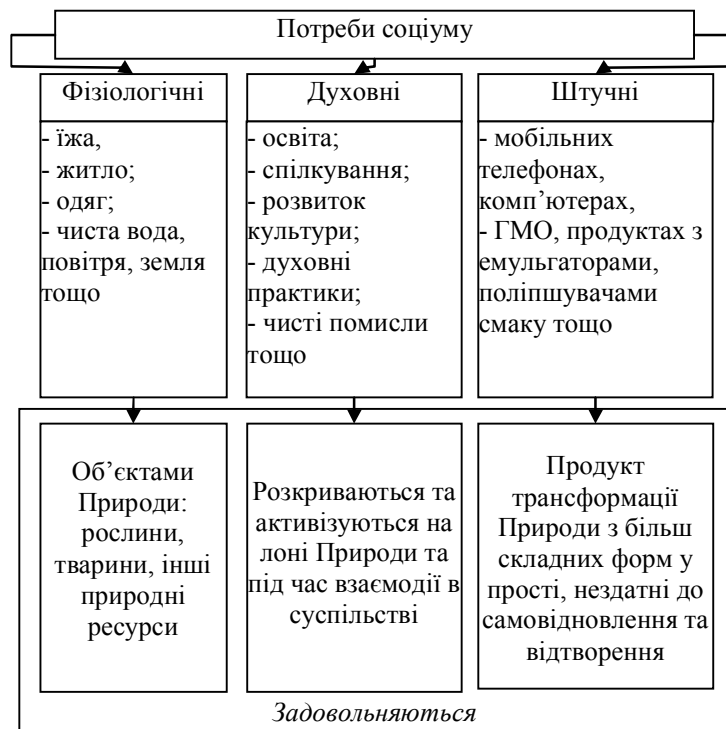 Потреби соціуму
Фізіологічні
- їжа,
- житло;
- одяг;
- чиста вода,
повітря, земля
тощо
Духовні
- освіта;
- спілкування;
- розвиток
культури;
- духовні
практики;
- чисті помисли
тощо
Штучні
- мобільних
телефонах,
комп’ютерах,
- ГМО, продуктах з
емульгаторами,
поліпшувачами
смаку тощо
Об’єктами
Природи:
рослини,
тварини, інші
природні
ресурси
Розкриваються та
активізуються на
лоні Природи та
під час взаємодії в
суспільстві
Продукт
трансформації
Природи з більш
складних форм у
прості, нездатні до
самовідновлення та
відтворення
Задовольняються